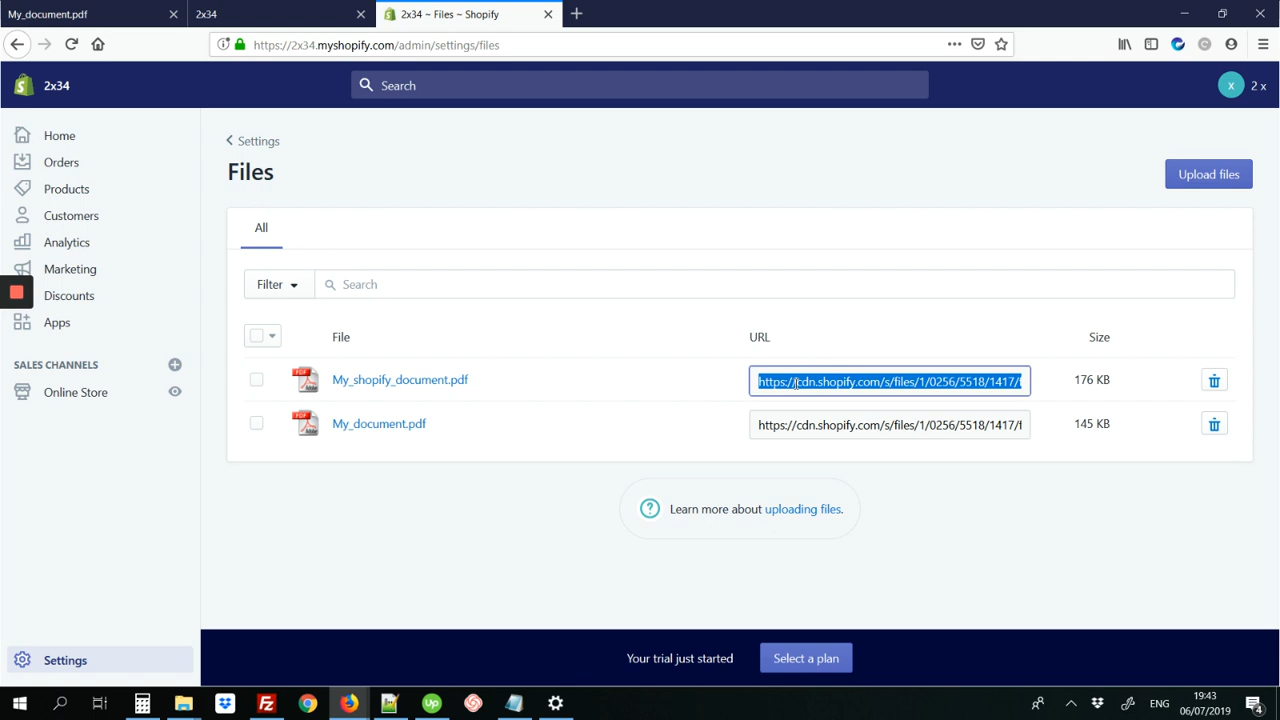 My_document.pdf
2x34
2x34 ~ Files ~ Shopify
https://2x34.myshopify.com/admin/settings/files
2x34
Search
x
2 x
Home
Orders
Products
Customers
Analytics
Marketing
Discounts
Apps
SALES CHANNELS
Online Store
Settings
Settings
Files
Upload files
All
Filter
Search
File
URL
Size
My_shopify_document.pdf
https://cdn.shopify.com/s/files/1/0256/5518/1417/f
176 KB
My_document.pdf
https://cdn.shopify.com/s/files/1/0256/5518/1417/f
145 KB
Learn more about uploading files.
Your trial just started
Select a plan
ENG
19:43
06/07/2019
4